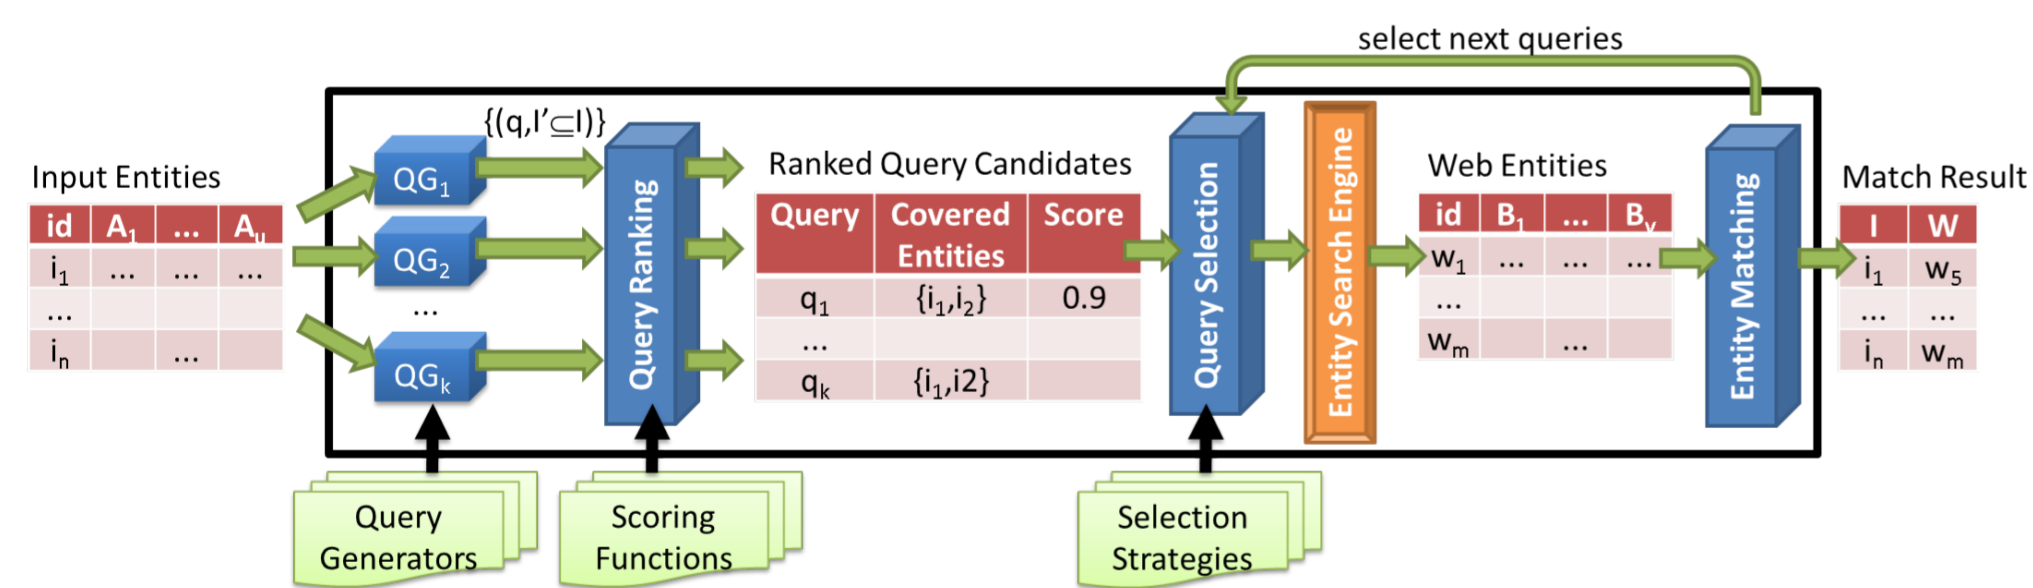 select next queries
{(q,I’⊆I)}
Input Entities
id A1 ... Au
i1 ... ... ...
...
in ...
QG1
QG2
...
QGk
Query Ranking
Ranked Query Candidates
Query Covered Entities Score
q1 {i1,i2} 0.9
...
qk {i1,i2}
Query Selection
Entity Search Engine
Web Entities
id B1 ... Bv
w1 ... ... ...
...
wm ...
Entity Matching
Match Result
I W
i1 w5
... ...
in wm
Query
Generators
Scoring
Functions
Selection
Strategies